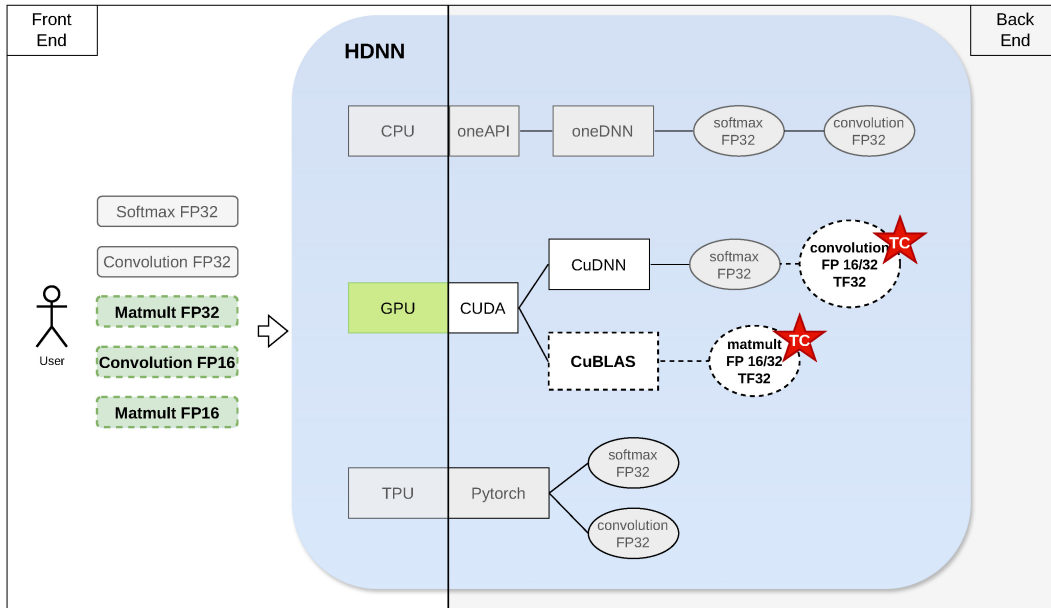 Front
End
Back
End
HDNN
CPU
oneAPI
oneDNN
softmax
FP32
convolution
FP32
Softmax FP32
Convolution FP32
Matmult FP32
Convolution FP16
Matmult FP16
User
GPU
CUDA
CuDNN
softmax
FP32
convolution
FP 16/32
TF32
TC
CuBLAS
matmult
FP 16/32
TF32
TC
TPU
Pytorch
softmax
FP32
convolution
FP32